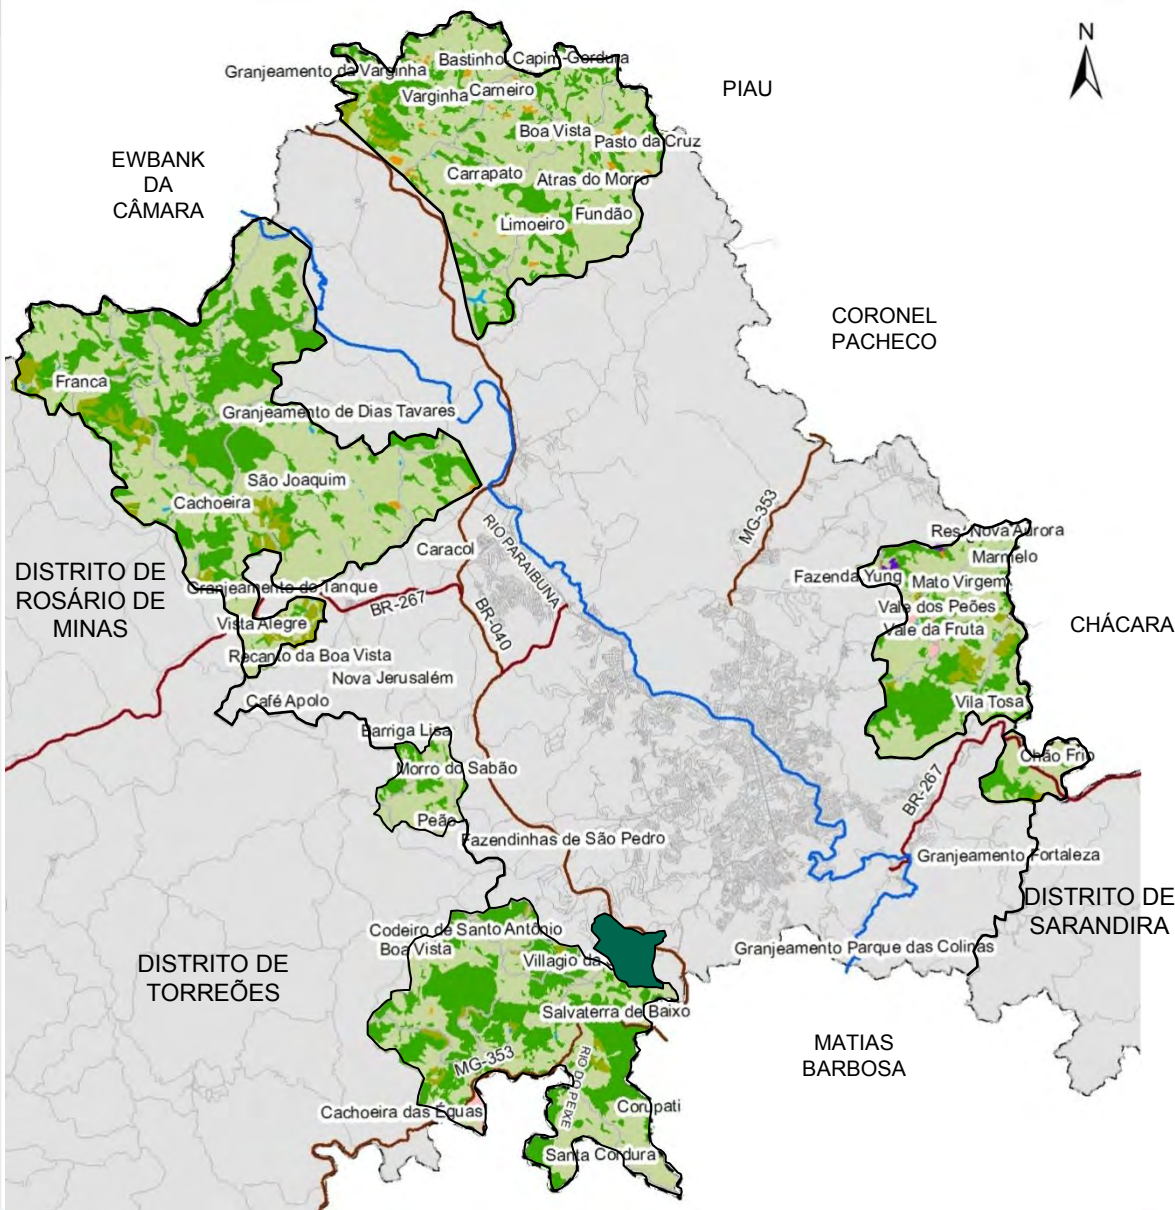 N
PIAU
Bastinho
Capim-Gordura
Granjeamento da Varginha
Varginha
Carneiro
Boa Vista
Pasto da Cruz
EWBANK
DA
CÂMARA
Carrapato
Atras do Morro
Limoeiro
Fundão
CORONEL
PACHECO
Franca
Granjeamento de Dias Tavares
São Joaquim
Cachoeira
MG-353
RIO PARAIBUNA
Caracol
Res. Nova Aurora
Marmelo
DISTRITO DE
ROSÁRIO DE
MINAS
Granjeamento do Tanque
BR-267
BR-040
Fazenda Yung
Mato Virgem
Vale dos Peões
Vale da Fruta
CHÁCARA
Vista Alegre
Recanto da Boa Vista
Nova Jerusalém
Café Apolo
Vila Tosa
Barriga Lisa
Morro do Sabão
Chão Frio
BR-267
Peão
Fazendinhas de São Pedro
Granjeamento Fortaleza
DISTRITO DE
SARANDIRA
Codeiro de Santo Antônio
Boa Vista
Granjeamento Parque das Colinas
DISTRITO DE
TORREÕES
Villagio da
Salvaterra de Baixo
MATIAS
BARBOSA
MG-353
RIO DO PEIXE
Cachoeira das Éguas
Corupati
Santa Cordura